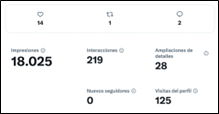 14 1 2
Impresiones Interacciones Ampliaciones de detalles
18.025 219 28
Nuevos seguidores Visitas del perfil
0 125